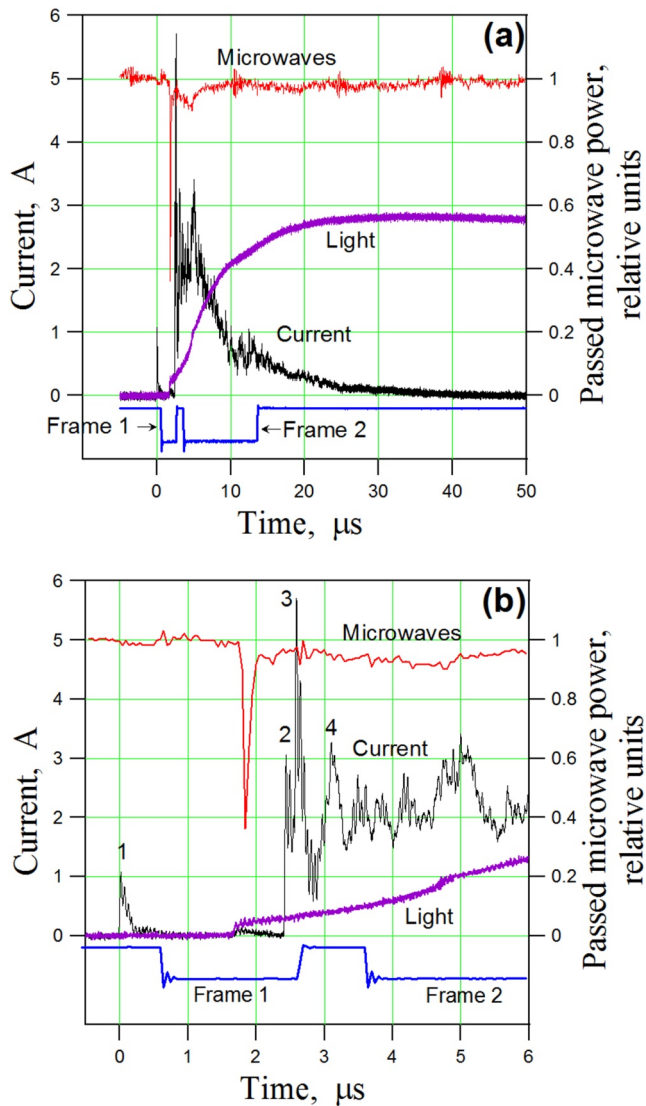 (a)
Microwaves
Light
Current
Frame 1
Frame 2
6
5
4
3
2
1
0
1
0.8
0.6
0.4
0.2
0
0 10 20 30 40 50
Current, A
Passed microwave power,
relative units
Time, μs
(b)
3
Microwaves
2 4
Current
1
Light
Frame 1 Frame 2
6
5
4
3
2
1
0
1
0.8
0.6
0.4
0.2
0
0 1 2 3 4 5 6
Current, A
Passed microwave power,
relative units
Time, μs